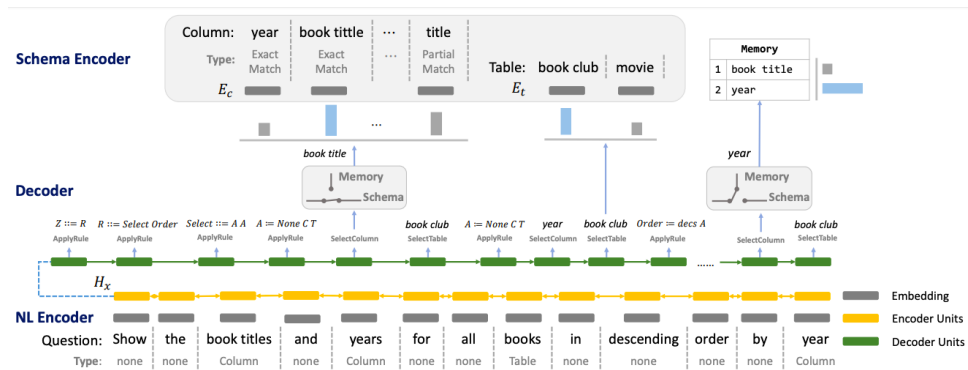 Schema Encoder
Column: year book tittle ... title
Type: Exact Match Exact Match ... Partial Match
Table: book club movie
E_c E_t
Memory
1 book title
2 year
...
book title
year
Decoder
Memory
Schema
Memory
Schema
Z ::= R R ::= Select Order Select ::= A A A ::= None C T book club A ::= None C T year book club Order ≔ decs A book club
ApplyRule ApplyRule ApplyRule ApplyRule SelectColumn SelectTable ApplyRule SelectColumn SelectTable ApplyRule SelectColumn SelectTable
......
H_x
NL Encoder
Question: Show the book titles and years for all books in descending order by year
Type: none none Column none Column none none Table none none none none Column
Embedding
Encoder Units
Decoder Units